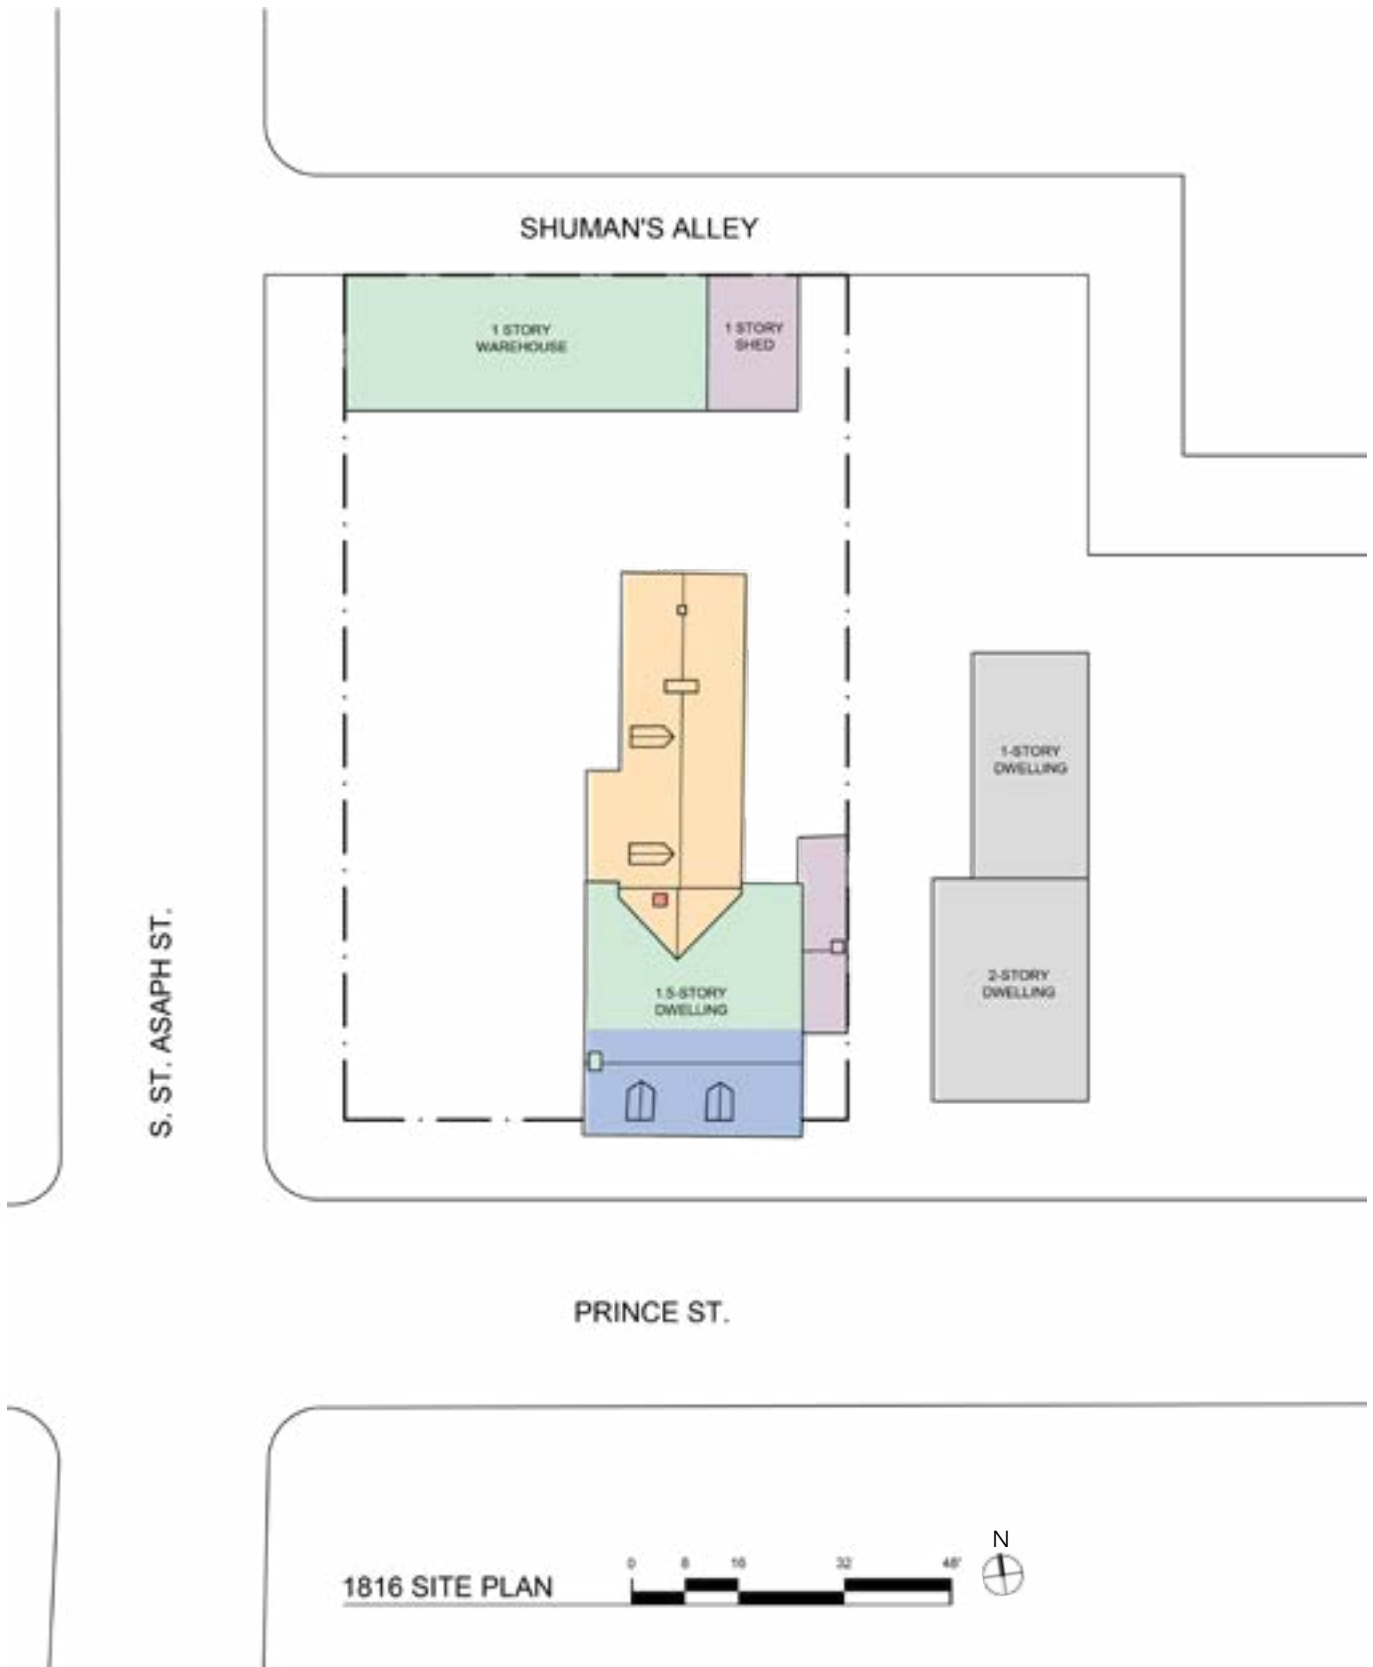 SHUMAN'S ALLEY
1 STORY
WAREHOUSE
1 STORY
SHED
1-STORY
DWELLING
S. ST. ASAPH ST.
1.5-STORY
DWELLING
2-STORY
DWELLING
PRINCE ST.
1816 SITE PLAN
0 8 16 32 48'
N